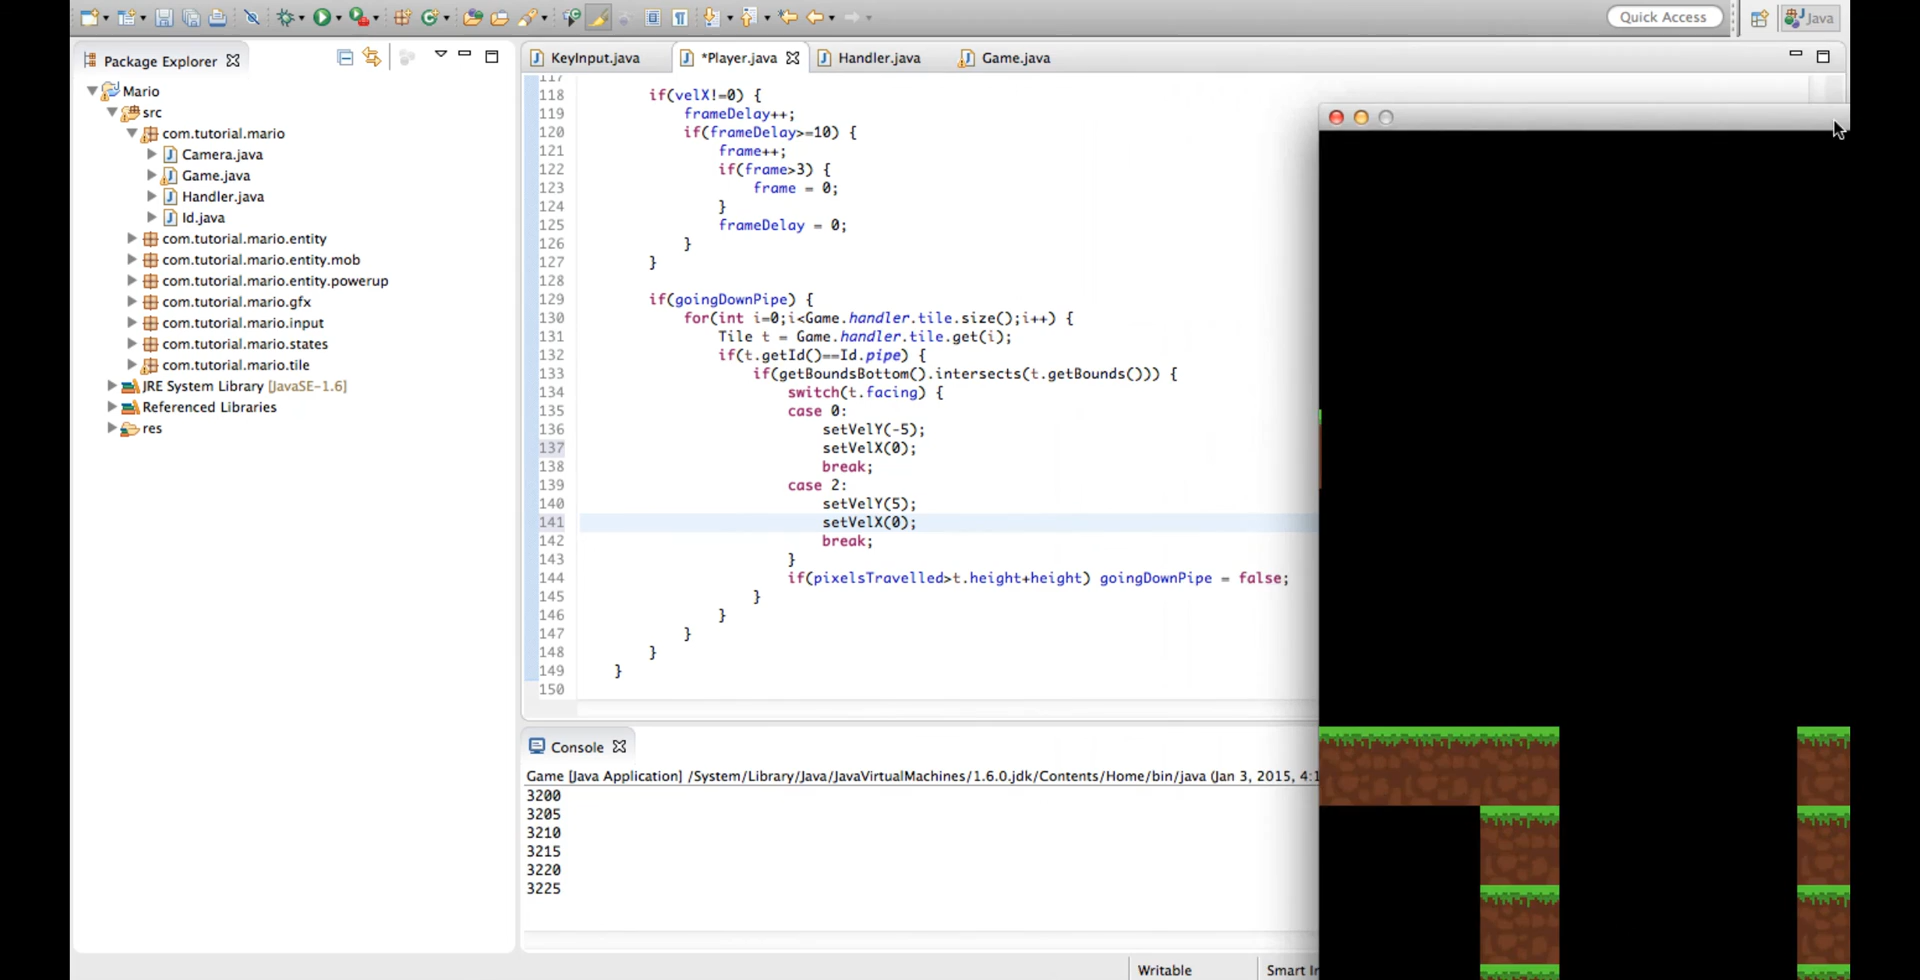 Quick Access
Java
Package Explorer
KeyInput.java
*Player.java
Handler.java
Game.java
Mario
src
com.tutorial.mario
Camera.java
Game.java
Handler.java
Id.java
com.tutorial.mario.entity
com.tutorial.mario.entity.mob
com.tutorial.mario.entity.powerup
com.tutorial.mario.gfx
com.tutorial.mario.input
com.tutorial.mario.states
com.tutorial.mario.tile
JRE System Library [JavaSE-1.6]
Referenced Libraries
res
117
118 if(velX!=0) {
119 frameDelay++;
120 if(frameDelay>=10) {
121 frame++;
122 if(frame>3) {
123 frame = 0;
124 }
125 frameDelay = 0;
126 }
127 }
128
129 if(goingDownPipe) {
130 for(int i=0;i<Game.handler.tile.size();i++) {
131 Tile t = Game.handler.tile.get(i);
132 if(t.getId()==Id.pipe) {
133 if(getBoundsBottom().intersects(t.getBounds())) {
134 switch(t.facing) {
135 case 0:
136 setVelY(-5);
137 setVelX(0);
138 break;
139 case 2:
140 setVelY(5);
141 setVelX(0);
142 break;
143 }
144 if(pixelsTravelled>t.height+height) goingDownPipe = false;
145 }
146 }
147 }
148 }
149 }
150
Console
Game [Java Application] /System/Library/Java/JavaVirtualMachines/1.6.0.jdk/Contents/Home/bin/java (Jan 3, 2015, 4:1
3200
3205
3210
3215
3220
3225
Writable
Smart In